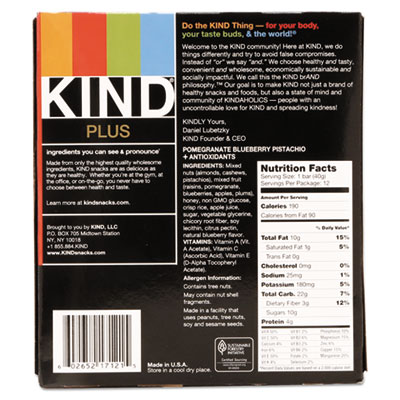 KIND®
PLUS
ingredients you can see & pronounce®
Made from only the highest quality wholesome
ingredients, KIND snacks are as delicious as
they are healthy. Whether you're at the gym, at
the office, or on-the-go, you never have to
choose between health and taste.
Learn more at kindsnacks.com.
Brought to you by KIND, LLC
P.O. BOX 705 Midtown Station
NY, NY 10018
+1 855.884.KIND
www.KINDsnacks.com
6 02652 17121
Do the KIND Thing — for your body,
your taste buds, & the world!®
Welcome to the KIND community! Here at KIND, we do
things differently and try to avoid false compromises.
Instead of "or" we say "and." We choose healthy and tasty,
convenient and wholesome, economically sustainable and
socially impactful. We call this the KIND brAND
philosophy.™ Our goal is to make KIND not just a brand of
healthy snacks and foods, but also a state of mind and
community of KINDAHOLICS — people with an
uncontrollable love for KIND and spreading kindness!
KINDLY Yours,
Daniel Lubetzky
KIND Founder & CEO
POMEGRANATE BLUEBERRY PISTACHIO
+ ANTIOXIDANTS
INGREDIENTS: Mixed
nuts (almonds, cashews,
pistachios), mixed fruit
(raisins, pomegranate,
blueberries, apples, plums),
honey, non GMO glucose,
crisp rice, apple juice,
sugar, vegetable glycerine,
chicory root fiber, soy
lecithin, citrus pectin,
natural blueberry flavor.
VITAMINS: Vitamin A (Vit.
A Acetate), Vitamin C
(Ascorbic Acid), Vitamin E
(D-Alpha Tocopheryl
Acetate).
Allergen Information:
Contains tree nuts.
May contain nut shell
fragments.
Made in a facility that
uses peanuts, tree nuts,
soy and sesame seeds.
Made in U.S.A.
Store in a cool dry place.
Nutrition Facts
Serving Size: 1 bar (40g)
Servings Per Package: 12
Amount Per Serving
Calories 190
Calories from Fat 90
% Daily Value*
Total Fat 10g 15%
Saturated Fat 1g 5%
Trans Fat 0g
Cholesterol 0mg 0%
Sodium 25mg 1%
Potassium 180mg 5%
Total Carb. 22g 7%
Dietary Fiber 3g 12%
Sugars 10g
Protein 4g
SUSTAINABLE
FORESTRY
INITIATIVE
Certified Sourcing